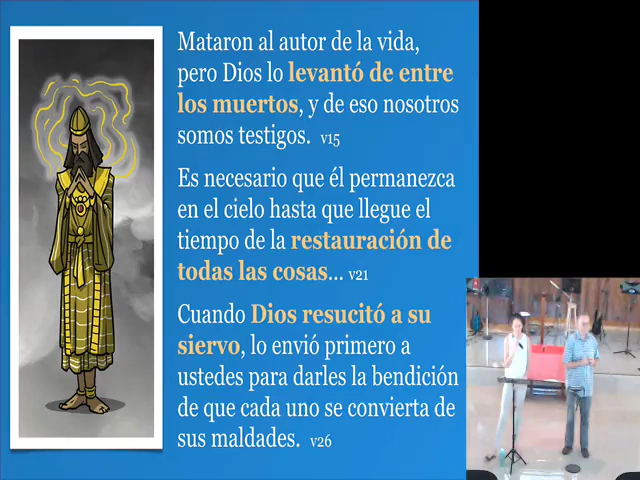 Mataron al autor de la vida,
pero Dios lo levantó de entre
los muertos, y de eso nosotros
somos testigos. v15
Es necesario que él permanezca
en el cielo hasta que llegue el
tiempo de la restauración de
todas las cosas... v21
Cuando Dios resucitó a su
siervo, lo envió primero a
ustedes para darles la bendición
de que cada uno se convierta de
sus maldades. v26